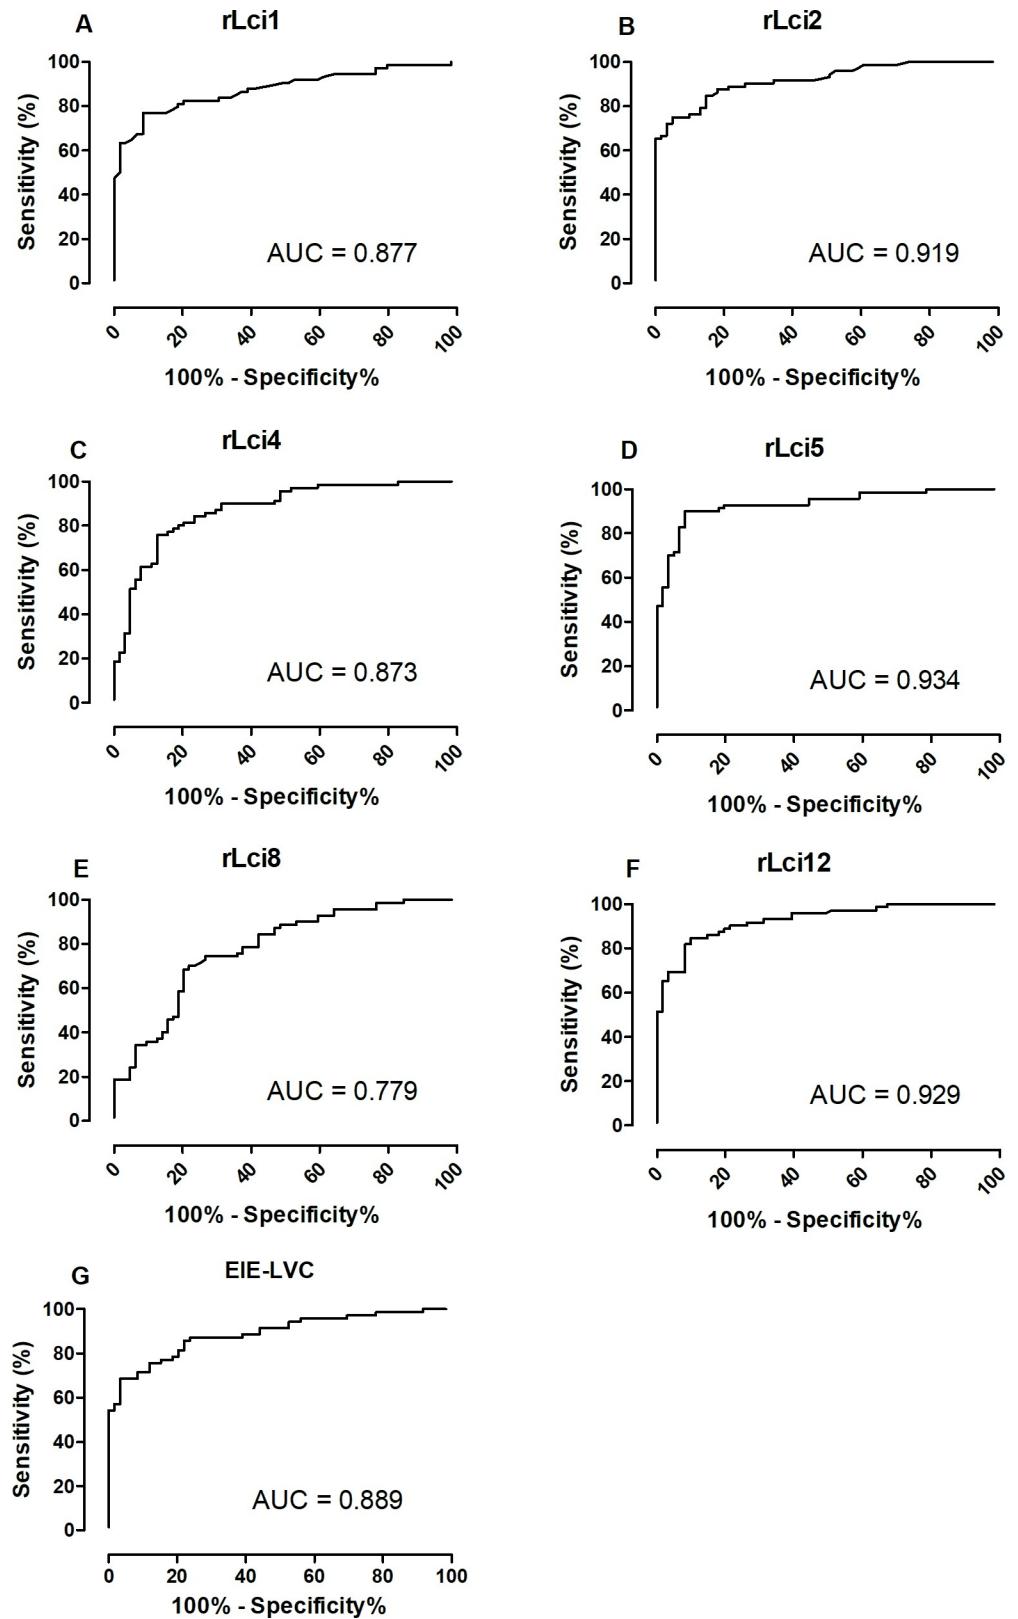 A
rLci1
Sensitivity (%)
100
80
60
40
20
0
AUC = 0.877
0 20 40 60 80 100
100% - Specificity%
B
rLci2
Sensitivity (%)
100
80
60
40
20
0
AUC = 0.919
0 20 40 60 80 100
100% - Specificity%
C
rLci4
Sensitivity (%)
100
80
60
40
20
0
AUC = 0.873
0 20 40 60 80 100
100% - Specificity%
D
rLci5
Sensitivity (%)
100
80
60
40
20
0
AUC = 0.934
0 20 40 60 80 100
100% - Specificity%
E
rLci8
Sensitivity (%)
100
80
60
40
20
0
AUC = 0.779
0 20 40 60 80 100
100% - Specificity%
F
rLci12
Sensitivity (%)
100
80
60
40
20
0
AUC = 0.929
0 20 40 60 80 100
100% - Specificity%
G
EIE-LVC
Sensitivity (%)
100
80
60
40
20
0
AUC = 0.889
0 20 40 60 80 100
100% - Specificity%